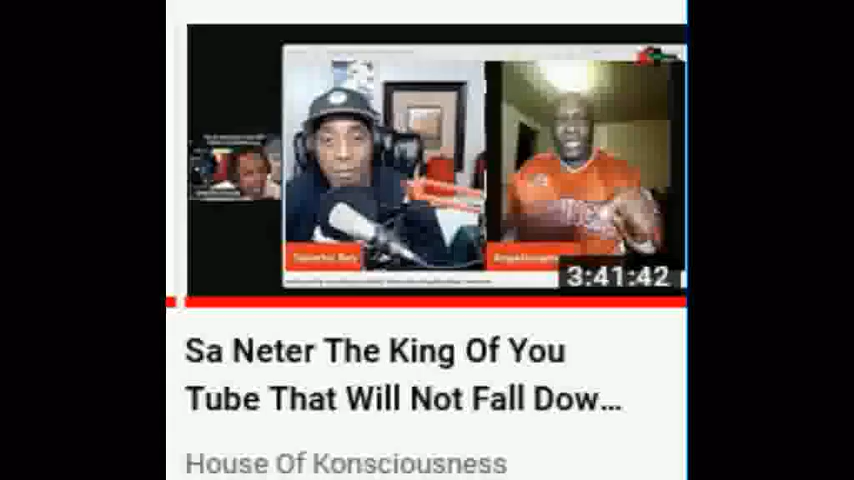 3:41:42
Sa Neter The King Of You
Tube That Will Not Fall Dow...
House Of Konsciousness